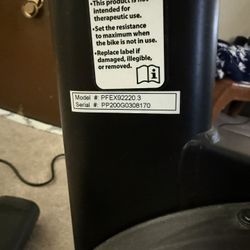 •This product is not
intended for
therapeutic use.
•Set the resistance
to maximum when
the bike is not in use.
•Replace label if
damaged, illegible,
or removed.
Model #: PFEX92220.3
Serial #: PP200G0308170